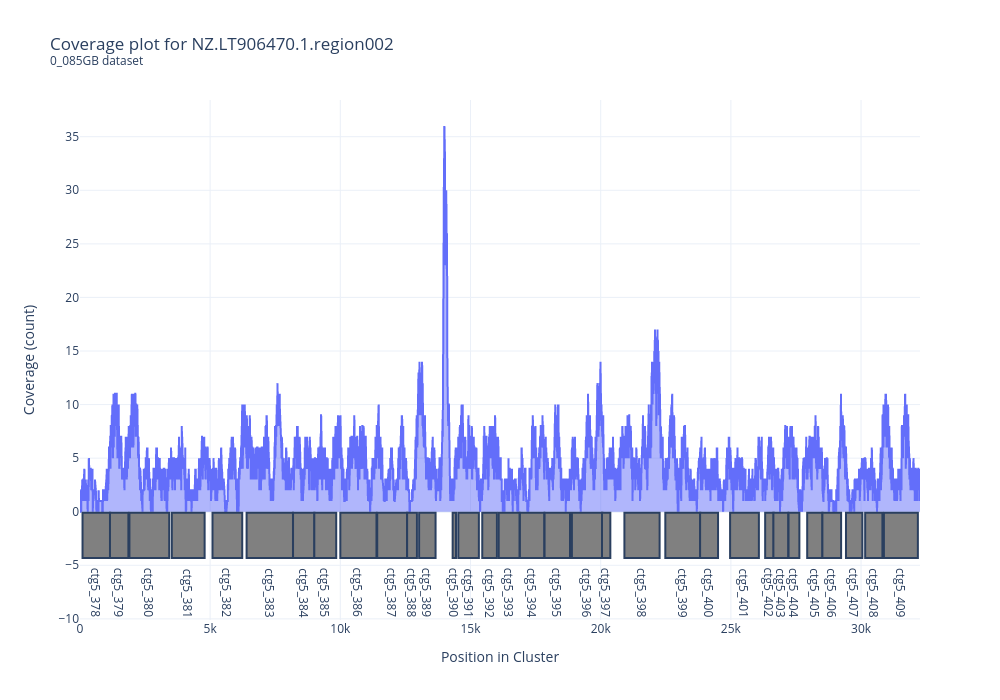 Coverage plot for NZ.LT906470.1.region002
0_085GB dataset
Coverage (count)
35
30
25
20
15
10
5
0
−5
−10
ctg5_378
ctg5_379
ctg5_380
ctg5_381
ctg5_382
ctg5_383
ctg5_384
ctg5_385
ctg5_386
ctg5_387
ctg5_388
ctg5_389
ctg5_390
ctg5_391
ctg5_392
ctg5_393
ctg5_394
ctg5_395
ctg5_396
ctg5_397
ctg5_398
ctg5_399
ctg5_400
ctg5_401
ctg5_402
ctg5_403
ctg5_404
ctg5_405
ctg5_406
ctg5_407
ctg5_408
ctg5_409
0
5k
10k
15k
20k
25k
30k
Position in Cluster